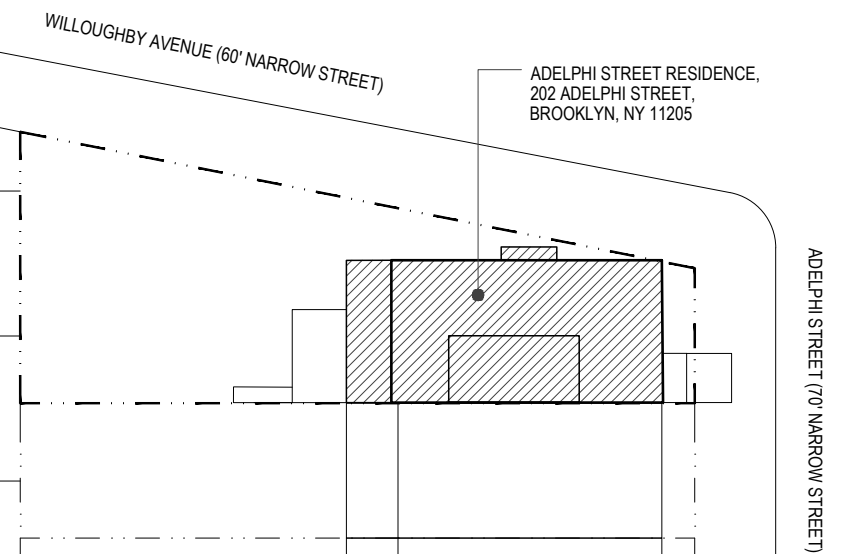 WILLOUGHBY AVENUE (60' NARROW STREET)
ADELPHI STREET RESIDENCE,
202 ADELPHI STREET,
BROOKLYN, NY 11205
ADELPHI STREET (70' NARROW STREET)